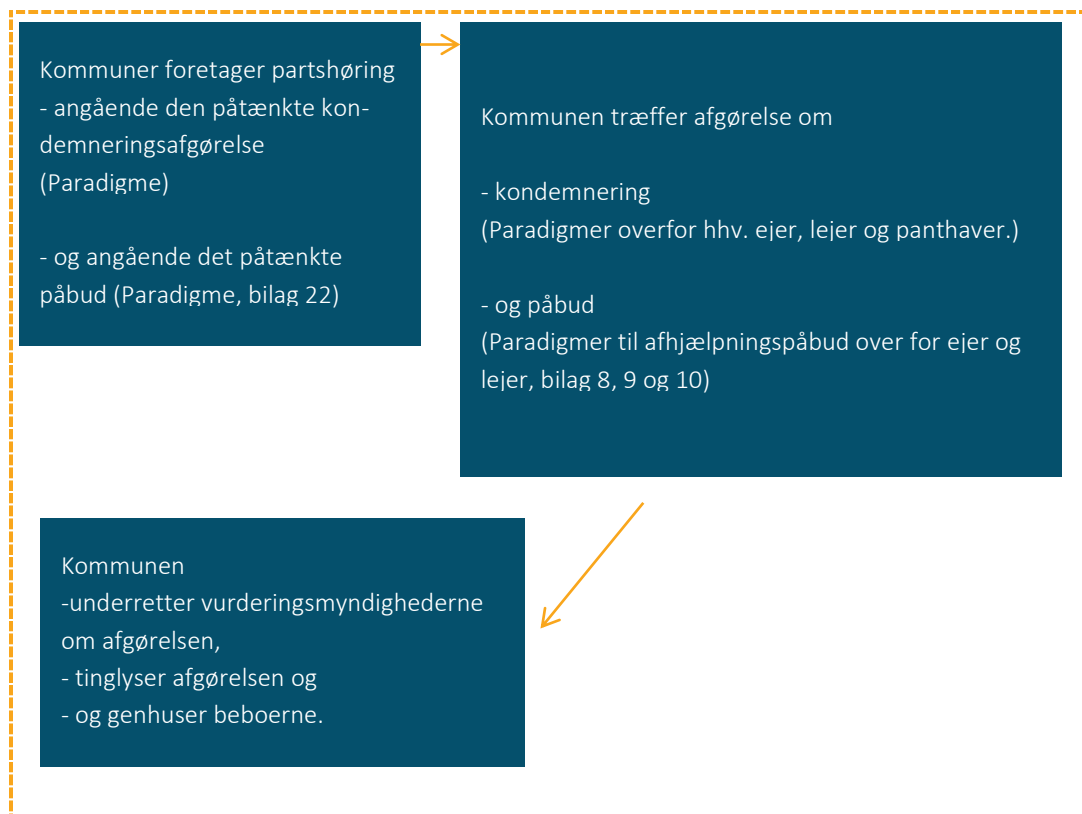 Kommuner foretager partshøring
- angående den påtænkte kon-
demneringsafgørelse
(Paradigme)
- og angående det påtænkte
påbud (Paradigme, bilag 22)
Kommunen træffer afgørelse om
- kondemnering
(Paradigmer overfor hhv. ejer, lejer og panthaver.)
- og påbud
(Paradigmer til afhjælpningspåbud over for ejer og
lejer, bilag 8, 9 og 10)
Kommunen
-underretter vurderingsmyndighederne
om afgørelsen,
- tinglyser afgørelsen og
- og genhuser beboerne.